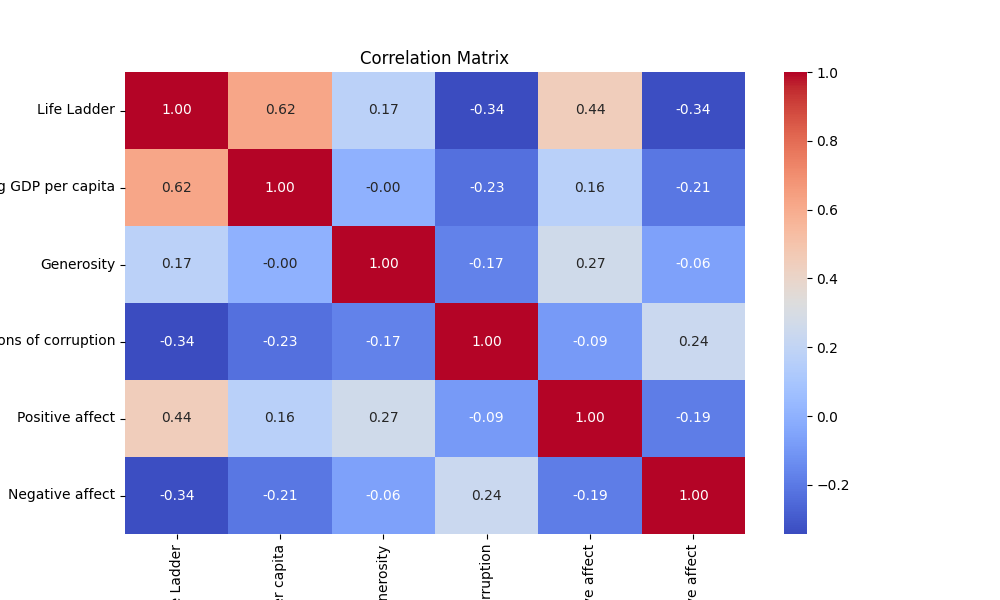 Correlation Matrix
Life Ladder 1.00 0.62 0.17 -0.34 0.44 -0.34
g GDP per capita 0.62 1.00 -0.00 -0.23 0.16 -0.21
Generosity 0.17 -0.00 1.00 -0.17 0.27 -0.06
ons of corruption -0.34 -0.23 -0.17 1.00 -0.09 0.24
Positive affect 0.44 0.16 0.27 -0.09 1.00 -0.19
Negative affect -0.34 -0.21 -0.06 0.24 -0.19 1.00
e Ladder
er capita
nerosity
rruption
ve affect
ve affect
1.0
0.8
0.6
0.4
0.2
0.0
−0.2